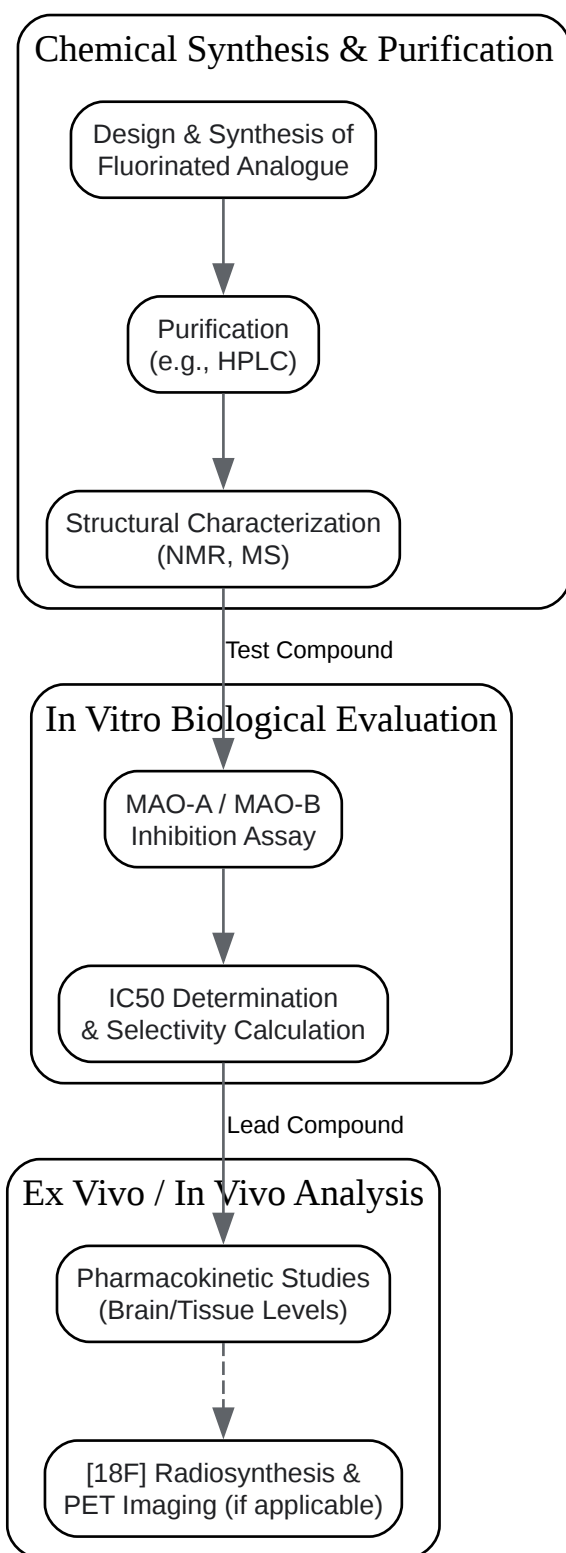 Chemical Synthesis & Purification
Design & Synthesis of
Fluorinated Analogue
Purification
(e.g., HPLC)
Structural Characterization
(NMR, MS)
Test Compound
In Vitro Biological Evaluation
MAO-A / MAO-B
Inhibition Assay
IC50 Determination
& Selectivity Calculation
Lead Compound
Ex Vivo / In Vivo Analysis
Pharmacokinetic Studies
(Brain/Tissue Levels)
[18F] Radiosynthesis &
PET Imaging (if applicable)